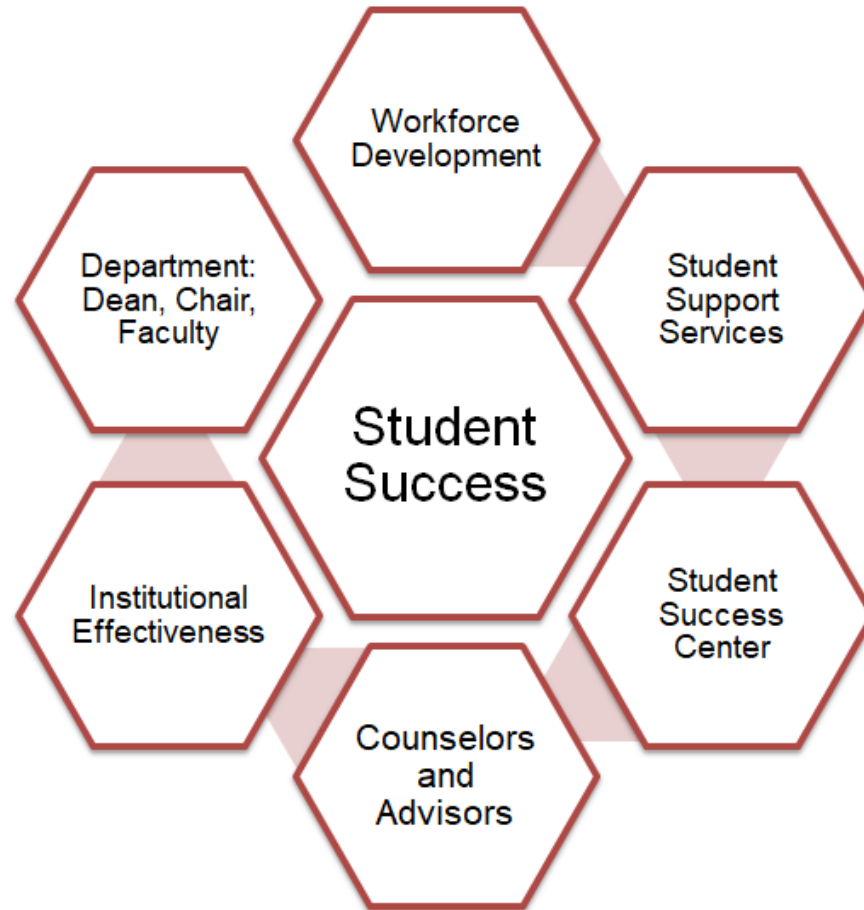 Workforce
Development
Department:
Dean, Chair,
Faculty
Student
Support
Services
Student
Success
Institutional
Effectiveness
Student
Success
Center
Counselors
and
Advisors